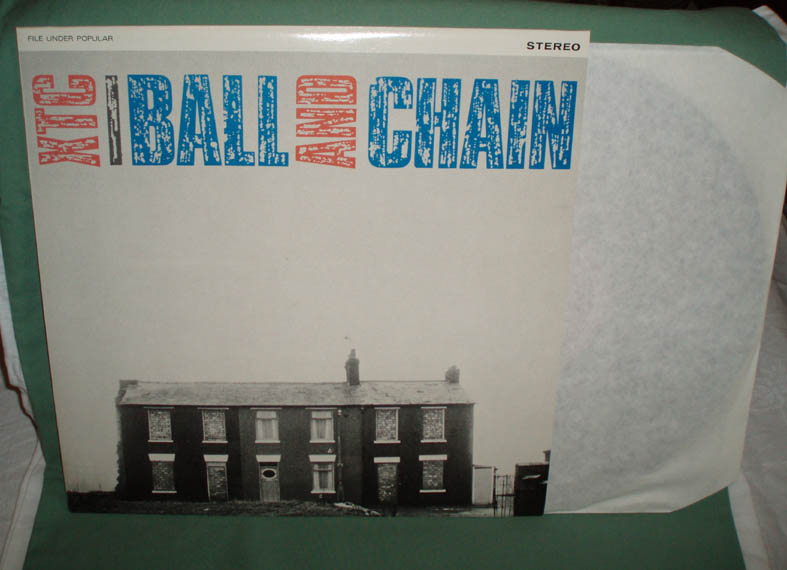 FILE UNDER POPULAR
STEREO
XTC BALL AND CHAIN